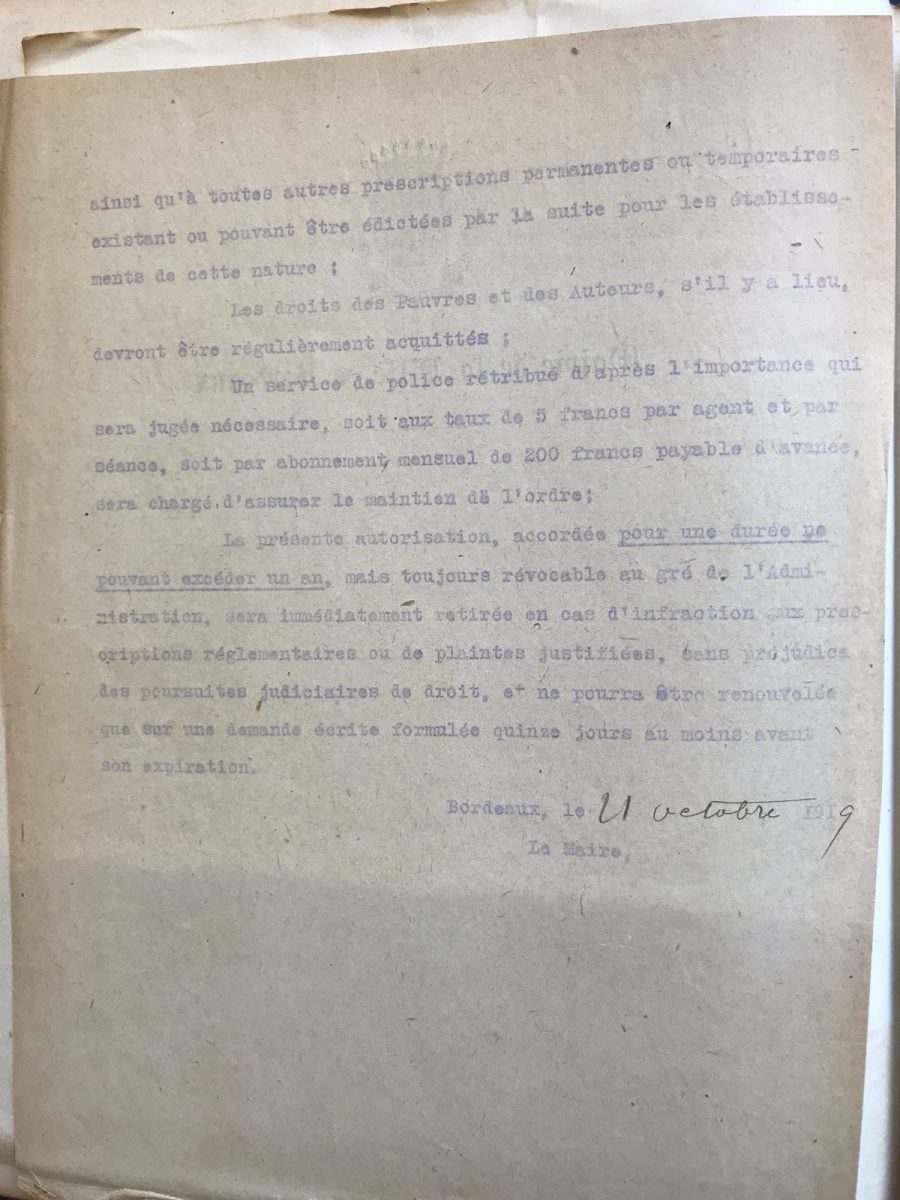 ainsi qu'à toutes autres prescriptions permanentes ou temporaires
existant ou pouvant être édictées par la suite pour les établisse-
ments de cette nature ;
Les droits des Pauvres et des Auteurs, s'il y a lieu,
devront être régulièrement acquittés ;
Un service de police rétribué d'après l'importance qui
sera jugée nécessaire, soit aux taux de 5 francs par agent et par
séance, soit par abonnement mensuel de 200 francs payable d'avance,
sera chargé d'assurer le maintien de l'ordre;
La présente autorisation, accordée pour une durée ne
pouvant excéder un an, mais toujours révocable au gré de l'Admi-
nistration, sera immédiatement retirée en cas d'infraction aux pres-
criptions réglementaires ou de plaintes justifiées, sans préjudice
des poursuites judiciaires de droit, et ne pourra être renouvelée
que sur une demande écrite formulée quinze jours au moins avant
son expiration.
Bordeaux, le 21 octobre 1919
Le Maire,